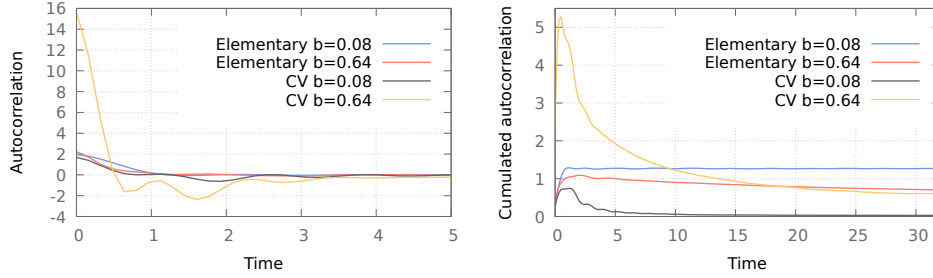 Autocorrelation
16
14
12
10
8
6
4
2
0
-2
-4
Elementary b=0.08
Elementary b=0.64
CV b=0.08
CV b=0.64
0 1 2 3 4 5
Time
Cumulated autocorrelation
5
4
3
2
1
0
Elementary b=0.08
Elementary b=0.64
CV b=0.08
CV b=0.64
0 5 10 15 20 25 30
Time